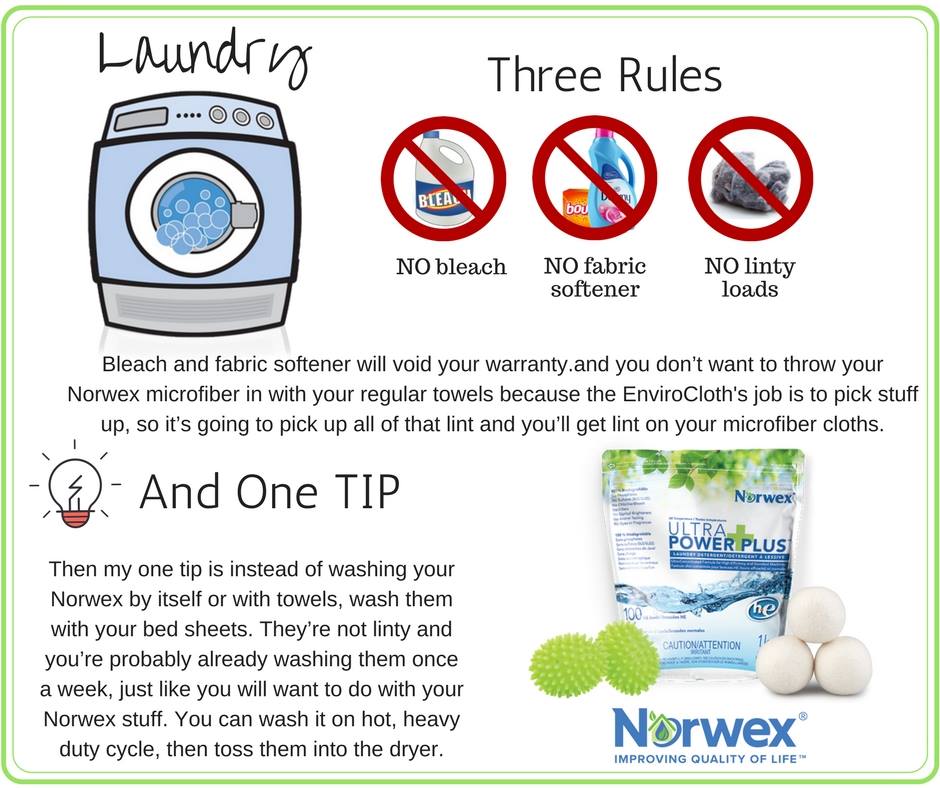 Laundry
Three Rules
BLEACH
NO bleach
NO fabric
softener
NO linty
loads
Bleach and fabric softener will void your warranty.and you don't want to throw your
Norwex microfiber in with your regular towels because the EnviroCloth's job is to pick stuff
up, so it's going to pick up all of that lint and you'll get lint on your microfiber cloths.
And One TIP
Then my one tip is instead of washing your
Norwex by itself or with towels, wash them
with your bed sheets. They're not linty and
you're probably already washing them once
a week, just like you will want to do with your
Norwex stuff. You can wash it on hot, heavy
duty cycle, then toss them into the dryer.
Norwex
ULTRA
POWER PLUS
LAUNDRY DETERGENT/DÉTERGENT À LESSIVE
he
100
CAUTION/ATTENTION
IRRITANT
Norwex®
IMPROVING QUALITY OF LIFE™